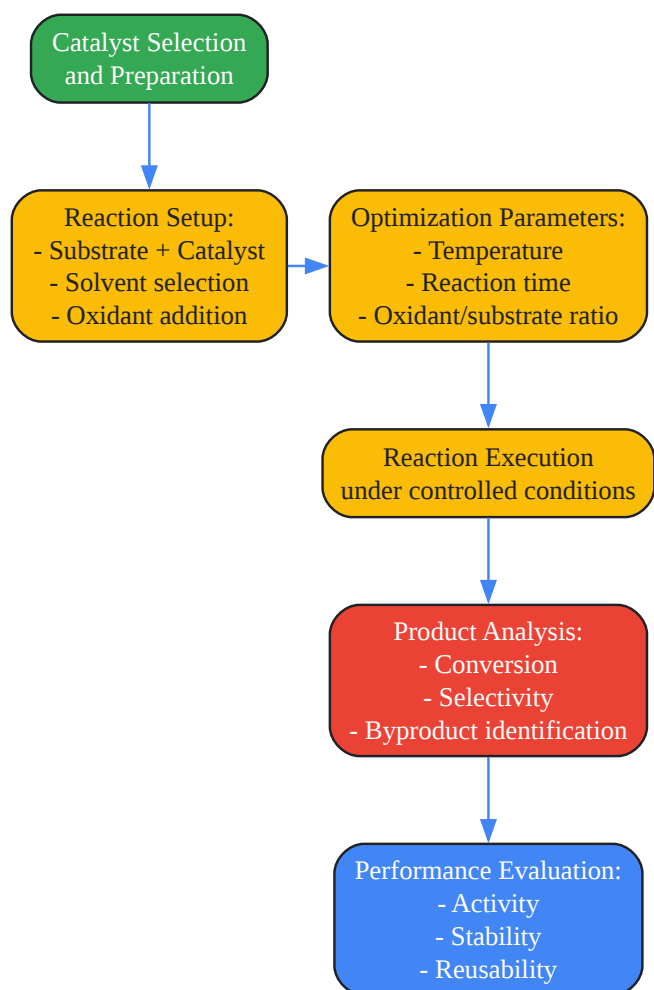 Catalyst Selection
and Preparation
Reaction Setup:
- Substrate + Catalyst
- Solvent selection
- Oxidant addition
Optimization Parameters:
- Temperature
- Reaction time
- Oxidant/substrate ratio
Reaction Execution
under controlled conditions
Product Analysis:
- Conversion
- Selectivity
- Byproduct identification
Performance Evaluation:
- Activity
- Stability
- Reusability